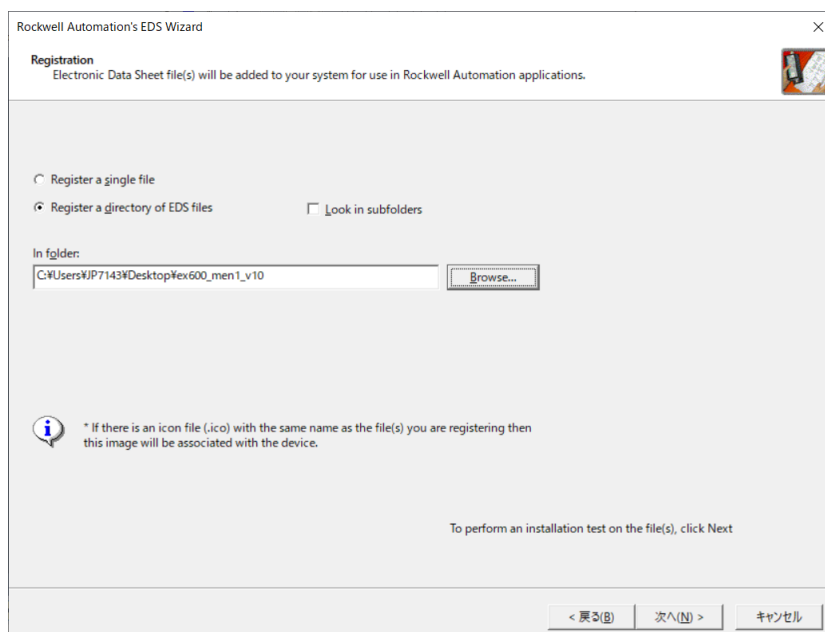 Rockwell Automation's EDS Wizard
Registration
Electronic Data Sheet file(s) will be added to your system for use in Rockwell Automation applications.
Register a single file
Register a directory of EDS files
Look in subfolders
In folder:
C:¥Users¥JP7143¥Desktop¥ex600_men1_v10
Browse...
* If there is an icon file (.ico) with the same name as the file(s) you are registering then
this image will be associated with the device.
To perform an installation test on the file(s), click Next
< 戻る(B)
次へ(N) >
キャンセル